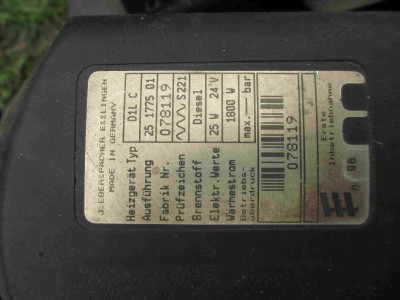 J. EBERSPÄCHER ESSLINGEN
MADE IN GERMANY
Heizgerät Typ D1L C
Ausführung 25 1775 01
Fabrik Nr. 078119
Prüfzeichen S221
Brennstoff Diesel
Elektr.Werte 25 W 24 V
Wärmestrom 1800 W
Betriebs-
überdruck max.— bar
078119
Erste
Inbetriebnahme
96